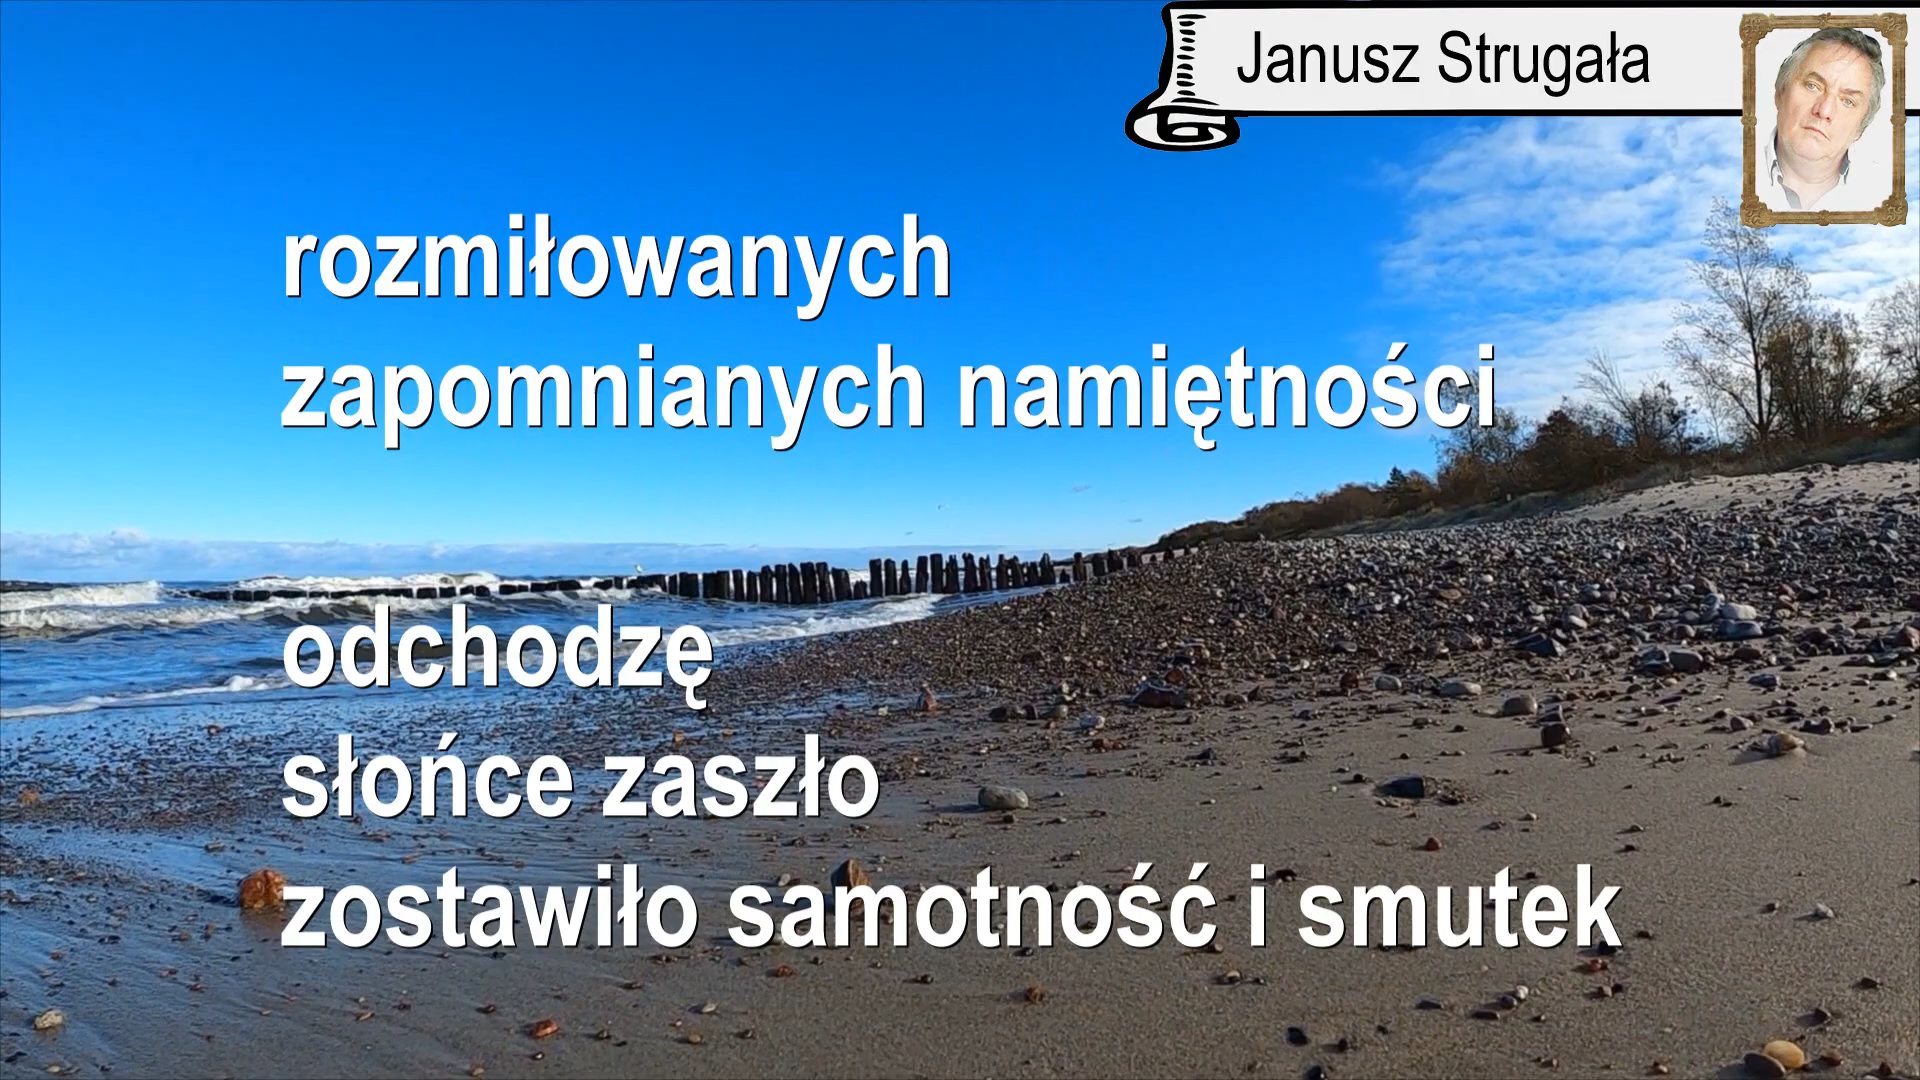 Janusz Strugała
rozmiłowanych
zapomnianych namiętności
odchodzę
słońce zaszło
zostawiło samotność i smutek